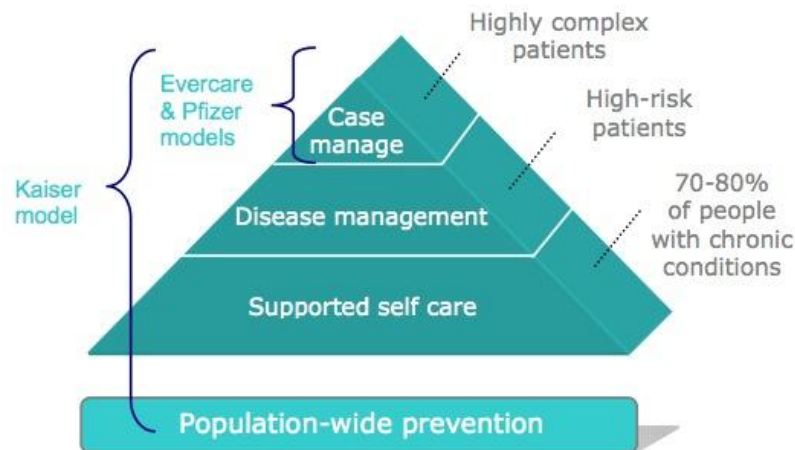 Highly complex
patients
Evercare
& Pfizer
models
High-risk
patients
Case
manage
Kaiser
model
70-80%
of people
with chronic
conditions
Disease management
Supported self care
Population-wide prevention